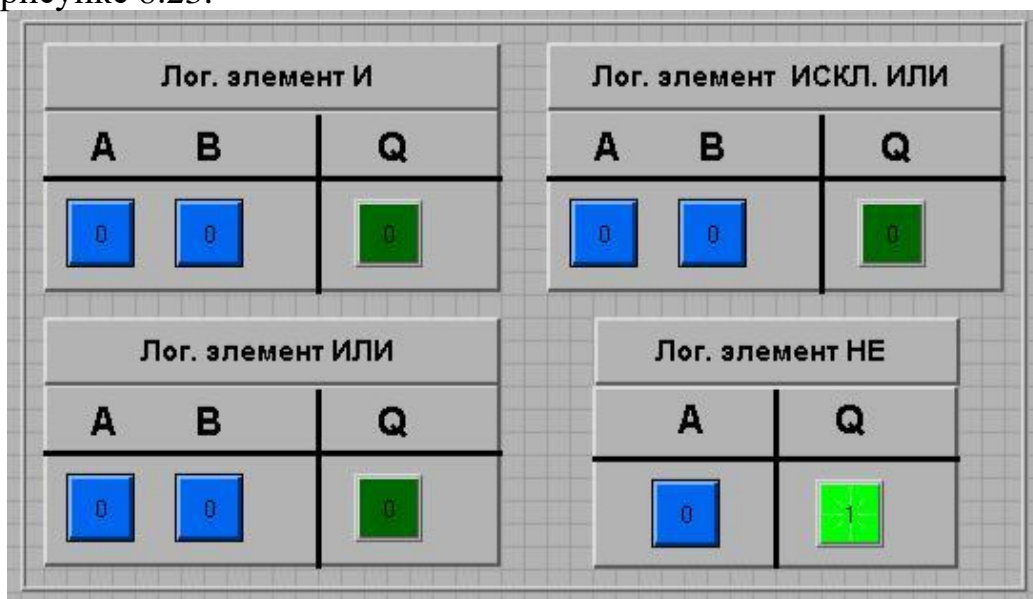 рисунке 6.23.
Лог. элемент И
A B Q
0 0 0
Лог. элемент ИСКЛ. ИЛИ
A B Q
0 0 0
Лог. элемент ИЛИ
A B Q
0 0 0
Лог. элемент НЕ
A Q
0 1